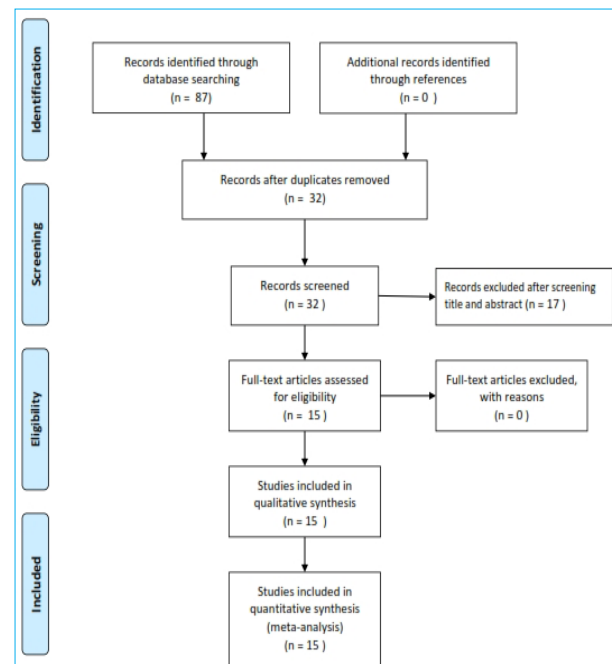 Identification
Records identified through
database searching
(n = 87)
Additional records identified
through references
(n = 0 )
Records after duplicates removed
(n = 32)
Screening
Records screened
(n = 32 )
Records excluded after screening
title and abstract (n = 17 )
Eligibility
Full-text articles assessed
for eligibility
(n = 15 )
Full-text articles excluded,
with reasons
(n = 0 )
Studies included in
qualitative synthesis
(n = 15 )
Included
Studies included in
quantitative synthesis
(meta-analysis)
(n = 15 )